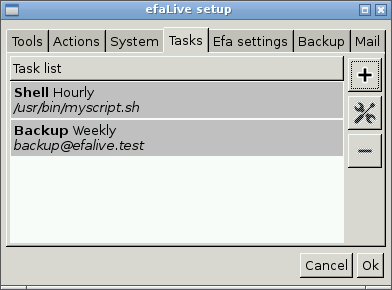 efaLive setup
Tools Actions System Tasks Efa settings Backup Mail
Task list
Shell Hourly
/usr/bin/myscript.sh
Backup Weekly
backup@efalive.test
Cancel Ok